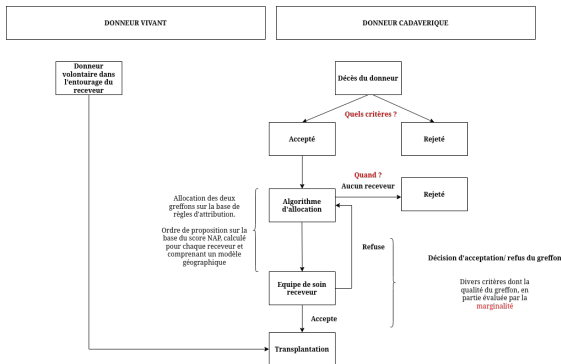 DONNEUR VIVANT
DONNEUR CADAVERIQUE
Donneur
volontaire dans
l'entourage du
receveur
Décès du donneur
Quels critères ?
Accepté
Rejeté
Quand ?
Aucun receveur
Rejeté
Algorithme
d'allocation
Allocation des deux
greffons sur la base de
règles d'attribution.
Ordre de proposition sur la
base du score NAP, calculé
pour chaque receveur et
comprenant un modèle
géographique
Refuse
Décision d'acceptation/ refus du greffon
Divers critères dont la
qualité du greffon, en
partie évaluée par la
marginalité
Equipe de soin
receveur
Accepte
Transplantation